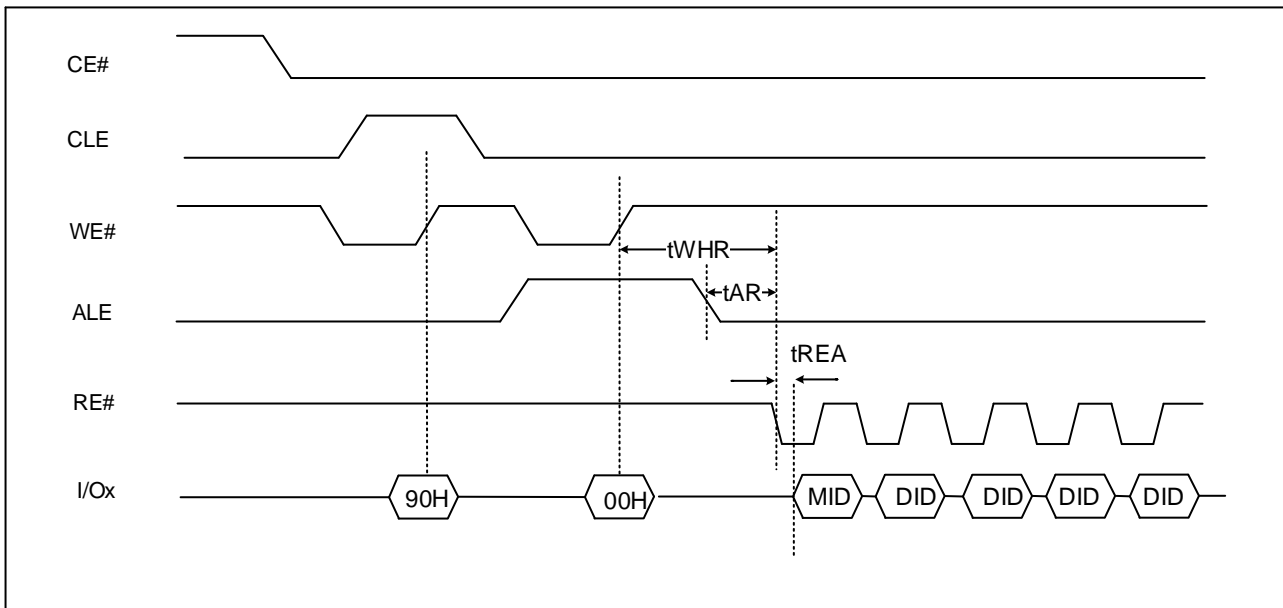 CE#
CLE
WE#
tWHR
ALE
tAR
tREA
RE#
I/Ox
90H
00H
MID
DID
DID
DID
DID